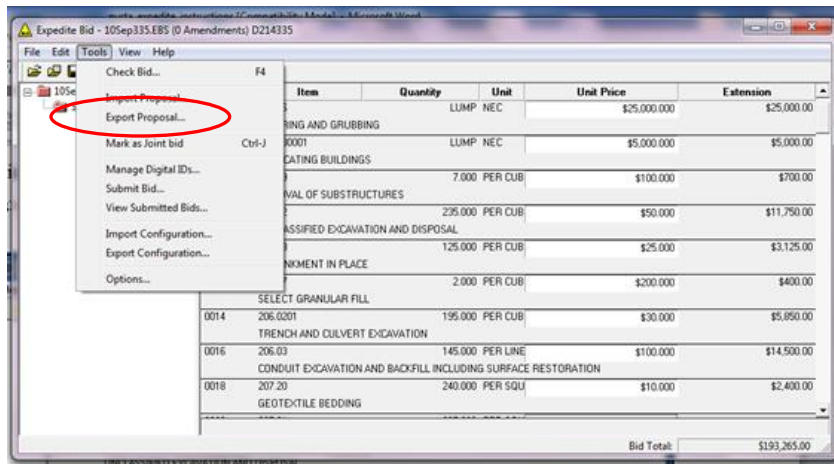 Expedite Bid - 10Sep335.EBS (0 Amendments) D214335
File Edit Tools View Help
Check Bid... F4
Import Proposal...
Export Proposal...
Mark as Joint bid Ctrl-J
Manage Digital IDs...
Submit Bid...
View Submitted Bids...
Import Configuration...
Export Configuration...
Options...
Item Quantity Unit Unit Price Extension
LUMP NEC $25,000.000 $25,000.00
RING AND GRUBBING
0001 LUMP NEC $5,000.000 $5,000.00
CATING BUILDINGS
7.000 PER CUB $100.000 $700.00
VAL OF SUBSTRUCTURES
235.000 PER CUB $50.000 $11,750.00
ASSIFIED EXCAVATION AND DISPOSAL
125.000 PER CUB $25.000 $3,125.00
NKMENT IN PLACE
2.000 PER CUB $200.000 $400.00
SELECT GRANULAR FILL
0014 206.0201 195.000 PER CUB $30.000 $5,850.00
TRENCH AND CULVERT EXCAVATION
0016 206.03 145.000 PER LINE $100.000 $14,500.00
CONDUIT EXCAVATION AND BACKFILL INCLUDING SURFACE RESTORATION
0018 207.20 240.000 PER SQU $10.000 $2,400.00
GEOTEXTILE BEDDING
Bid Total: $193,265.00